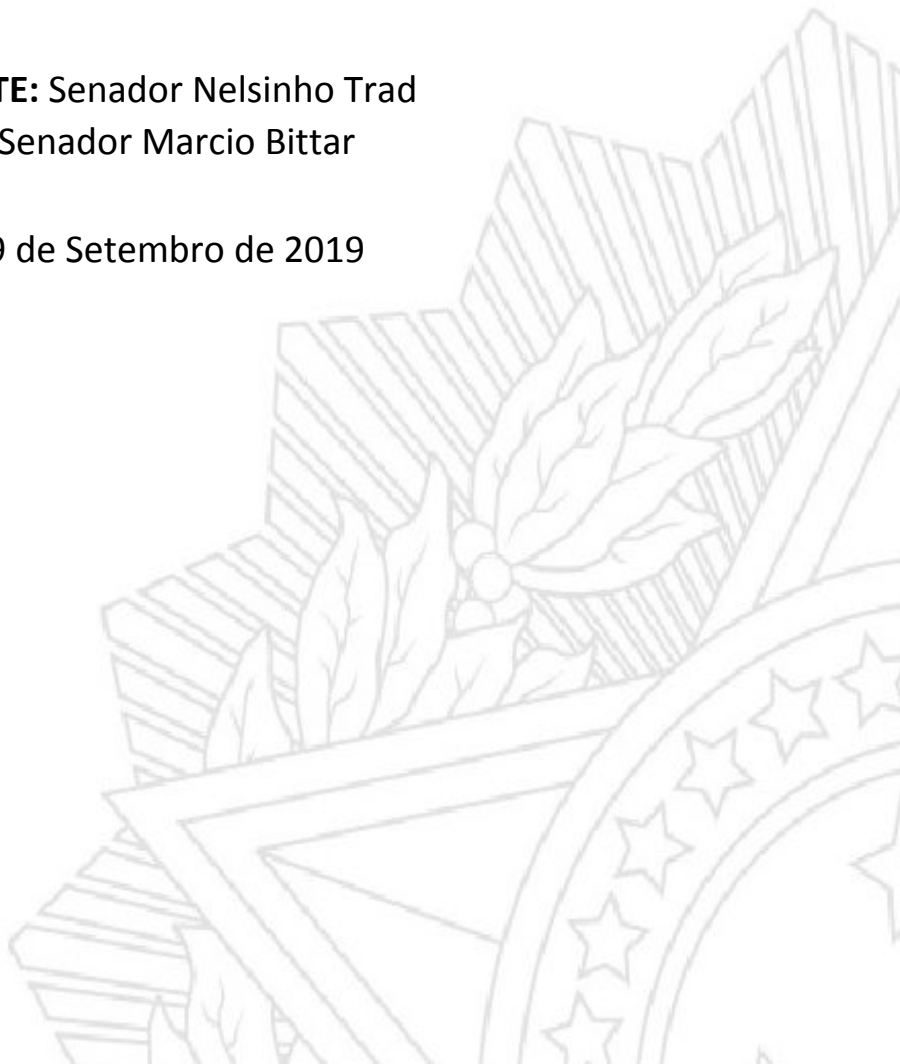 TE: Senador Nelsinho Trad
Senador Marcio Bittar
9 de Setembro de 2019